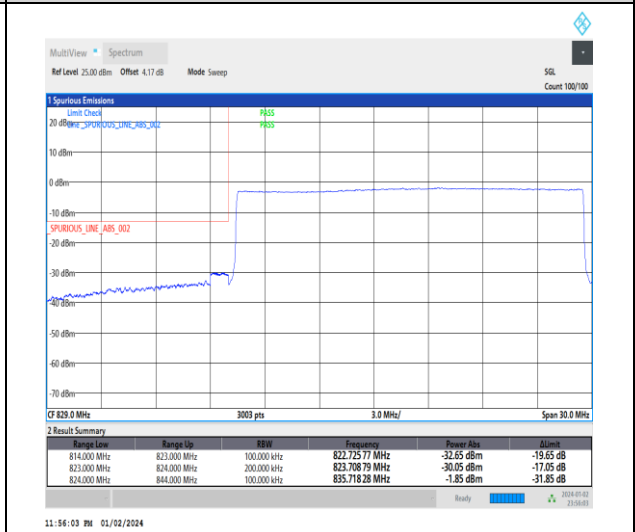 MultiView Spectrum
Ref Level 25.00 dBm Offset 4.17 dB Mode Sweep SGL
Count 100/100
1 Spurious Emissions
Limit Check PASS
20 dBm Line _SPURIOUS_LINE_ABS_002 PASS
10 dBm
0 dBm
-10 dBm
_SPURIOUS_LINE_ABS_002
-20 dBm
-30 dBm
-40 dBm
-50 dBm
-60 dBm
-70 dBm
CF 829.0 MHz 3003 pts 3.0 MHz/ Span 30.0 MHz
2 Result Summary
Range Low Range Up RBW Frequency Power Abs ΔLimit
814.000 MHz 823.000 MHz 100.000 kHz 822.725 77 MHz -32.65 dBm -19.65 dB
823.000 MHz 824.000 MHz 200.000 kHz 823.708 79 MHz -30.05 dBm -17.05 dB
824.000 MHz 844.000 MHz 100.000 kHz 835.718 28 MHz -1.85 dBm -31.85 dB
Ready 2024-01-02
23:56:03
11:56:03 PM 01/02/2024